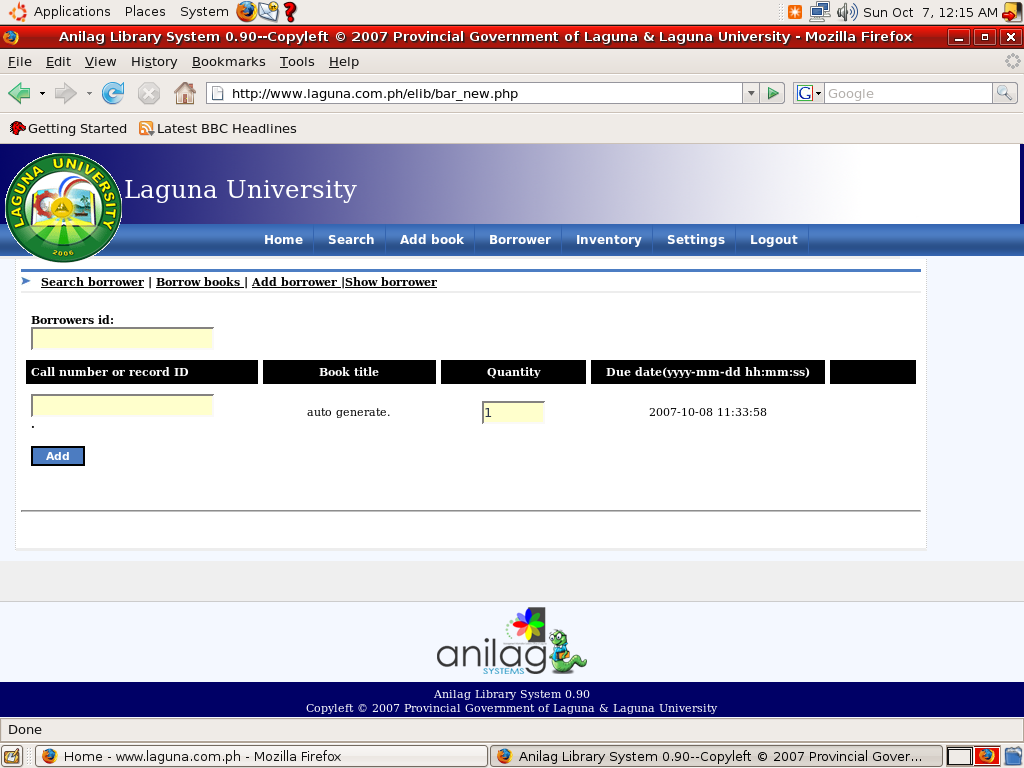 Applications Places System Sun Oct 7, 12:15 AM
Anilag Library System 0.90--Copyleft © 2007 Provincial Government of Laguna & Laguna University - Mozilla Firefox
File Edit View History Bookmarks Tools Help
http://www.laguna.com.ph/elib/bar_new.php G Google
Getting Started Latest BBC Headlines
LAGUNA UNIVERSITY
2006
Laguna University
Home Search Add book Borrower Inventory Settings Logout
Search borrower | Borrow books | Add borrower |Show borrower
Borrowers id:
Call number or record ID Book title Quantity Due date(yyyy-mm-dd hh:mm:ss)
auto generate. 1 2007-10-08 11:33:58
.
Add
anilag
SYSTEMS
Anilag Library System 0.90
Copyleft © 2007 Provincial Government of Laguna & Laguna University
Done
Home - www.laguna.com.ph - Mozilla Firefox Anilag Library System 0.90--Copyleft © 2007 Provincial Gover...